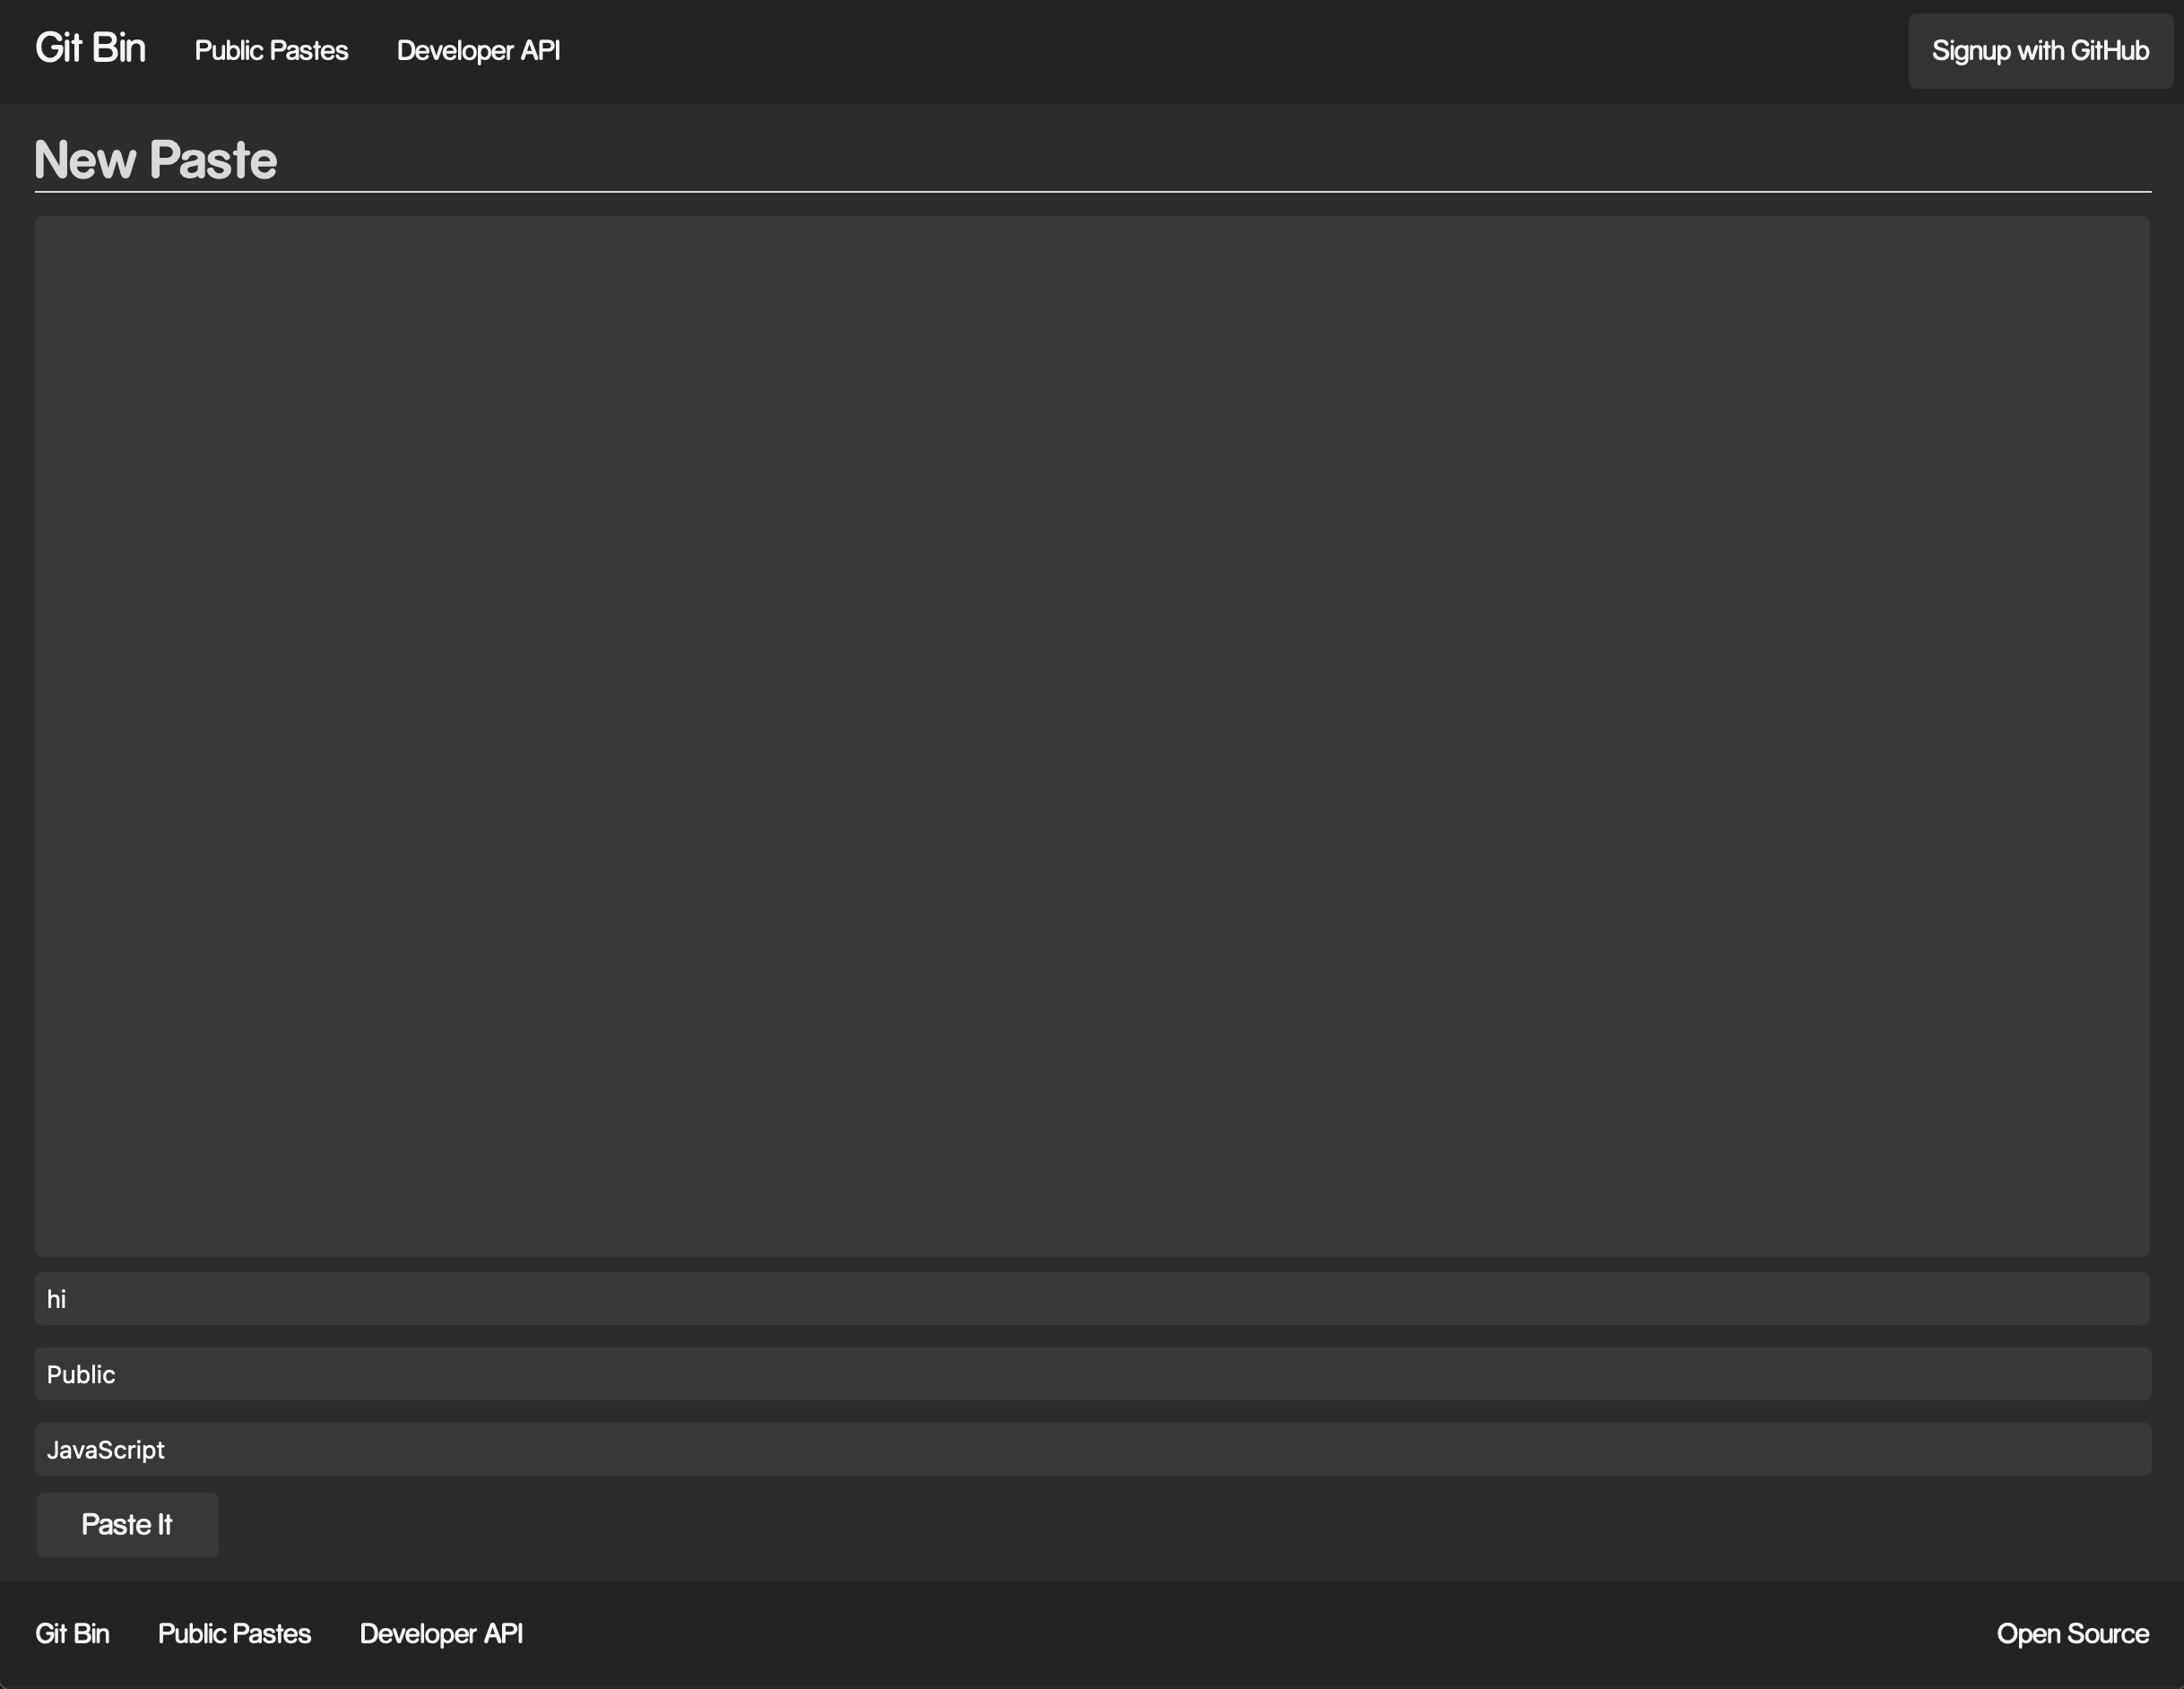 Git Bin Public Pastes Developer API Signup with GitHub
New Paste
hi
Public
JavaScript
Paste It
Git Bin Public Pastes Developer API Open Source